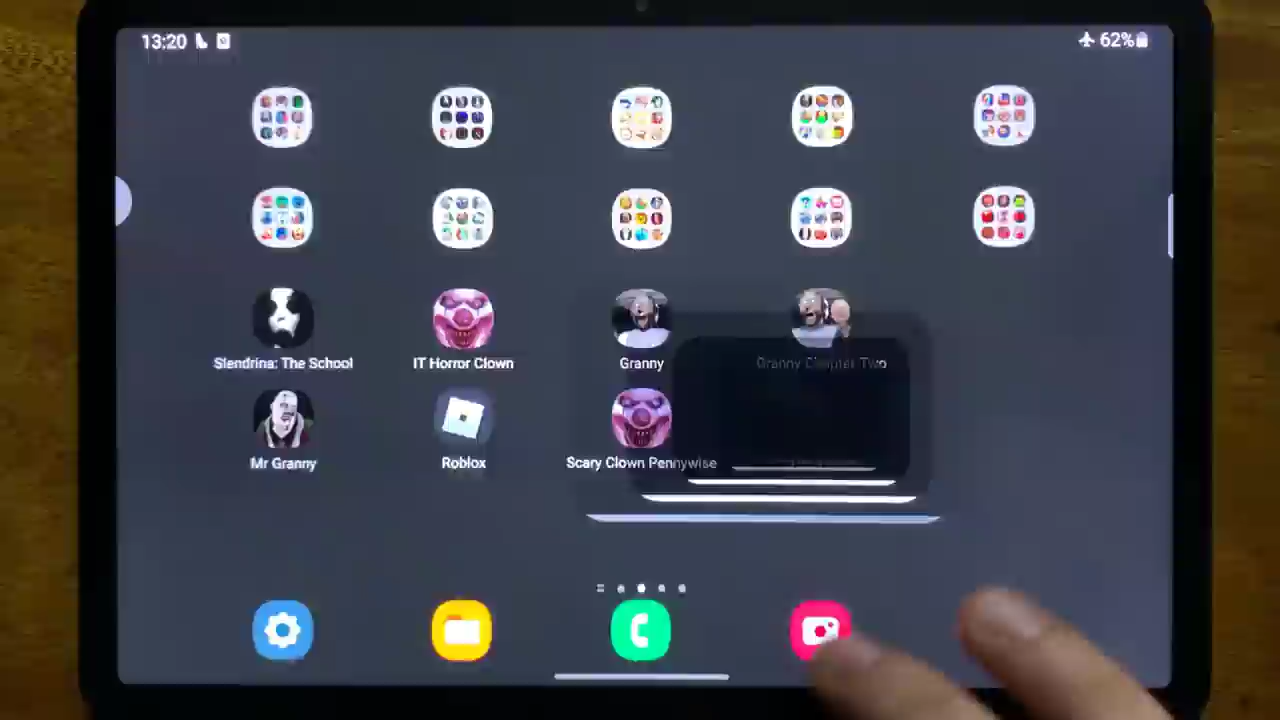 13:20
62%
Slendrina: The School
IT Horror Clown
Granny
Granny Chapter Two
Mr Granny
Roblox
Scary Clown Pennywise